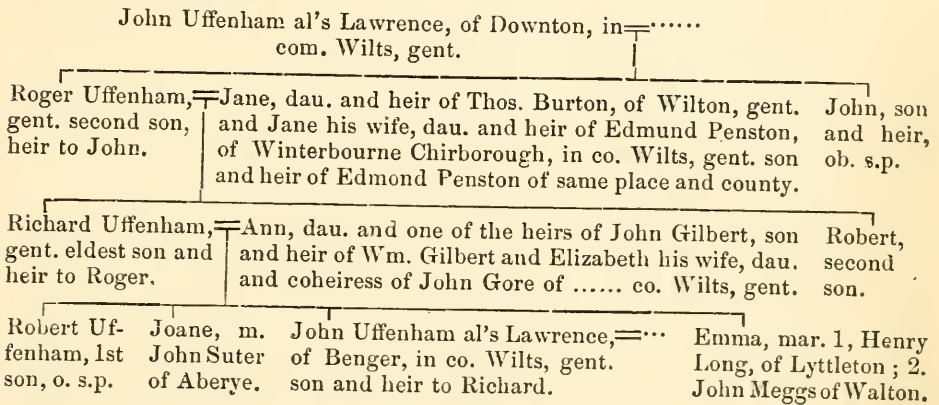 John Uffenham al's Lawrence, of Downton, in=······
com. Wilts, gent.
Roger Uffenham,
gent. second son,
heir to John.
=Jane, dau. and heir of Thos. Burton, of Wilton, gent.
and Jane his wife, dau. and heir of Edmund Penston,
of Winterbourne Chirborough, in co. Wilts, gent. son
and heir of Edmond Penston of same place and county.
John, son
and heir,
ob. s.p.
Richard Uffenham,
gent. eldest son and
heir to Roger.
=Ann, dau. and one of the heirs of John Gilbert, son
and heir of Wm. Gilbert and Elizabeth his wife, dau.
and coheiress of John Gore of ...... co. Wilts, gent.
Robert,
second
son.
Robert Uf-
fenham, 1st
son, o. s.p.
Joane, m.
John Suter
of Aberye.
John Uffenham al's Lawrence,=···
of Benger, in co. Wilts, gent.
son and heir to Richard.
Emma, mar. 1, Henry
Long, of Lyttleton ; 2.
John Meggs of Walton.